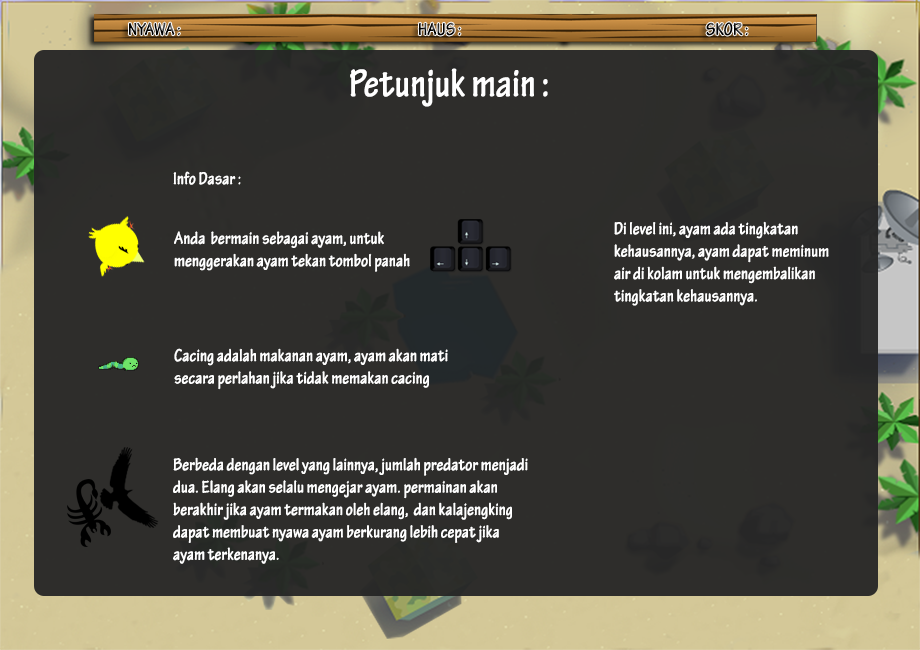 NYAWA : HAUS : SKOR :
Petunjuk main :
Info Dasar :
Anda bermain sebagai ayam, untuk
menggerakan ayam tekan tombol panah
Di level ini, ayam ada tingkatan
kehausannya, ayam dapat meminum
air di kolam untuk mengembalikan
tingkatan kehausannya.
Cacing adalah makanan ayam, ayam akan mati
secara perlahan jika tidak memakan cacing
Berbeda dengan level yang lainnya, jumlah predator menjadi
dua. Elang akan selalu mengejar ayam. permainan akan
berakhir jika ayam termakan oleh elang, dan kalajengking
dapat membuat nyawa ayam berkurang lebih cepat jika
ayam terkenanya.